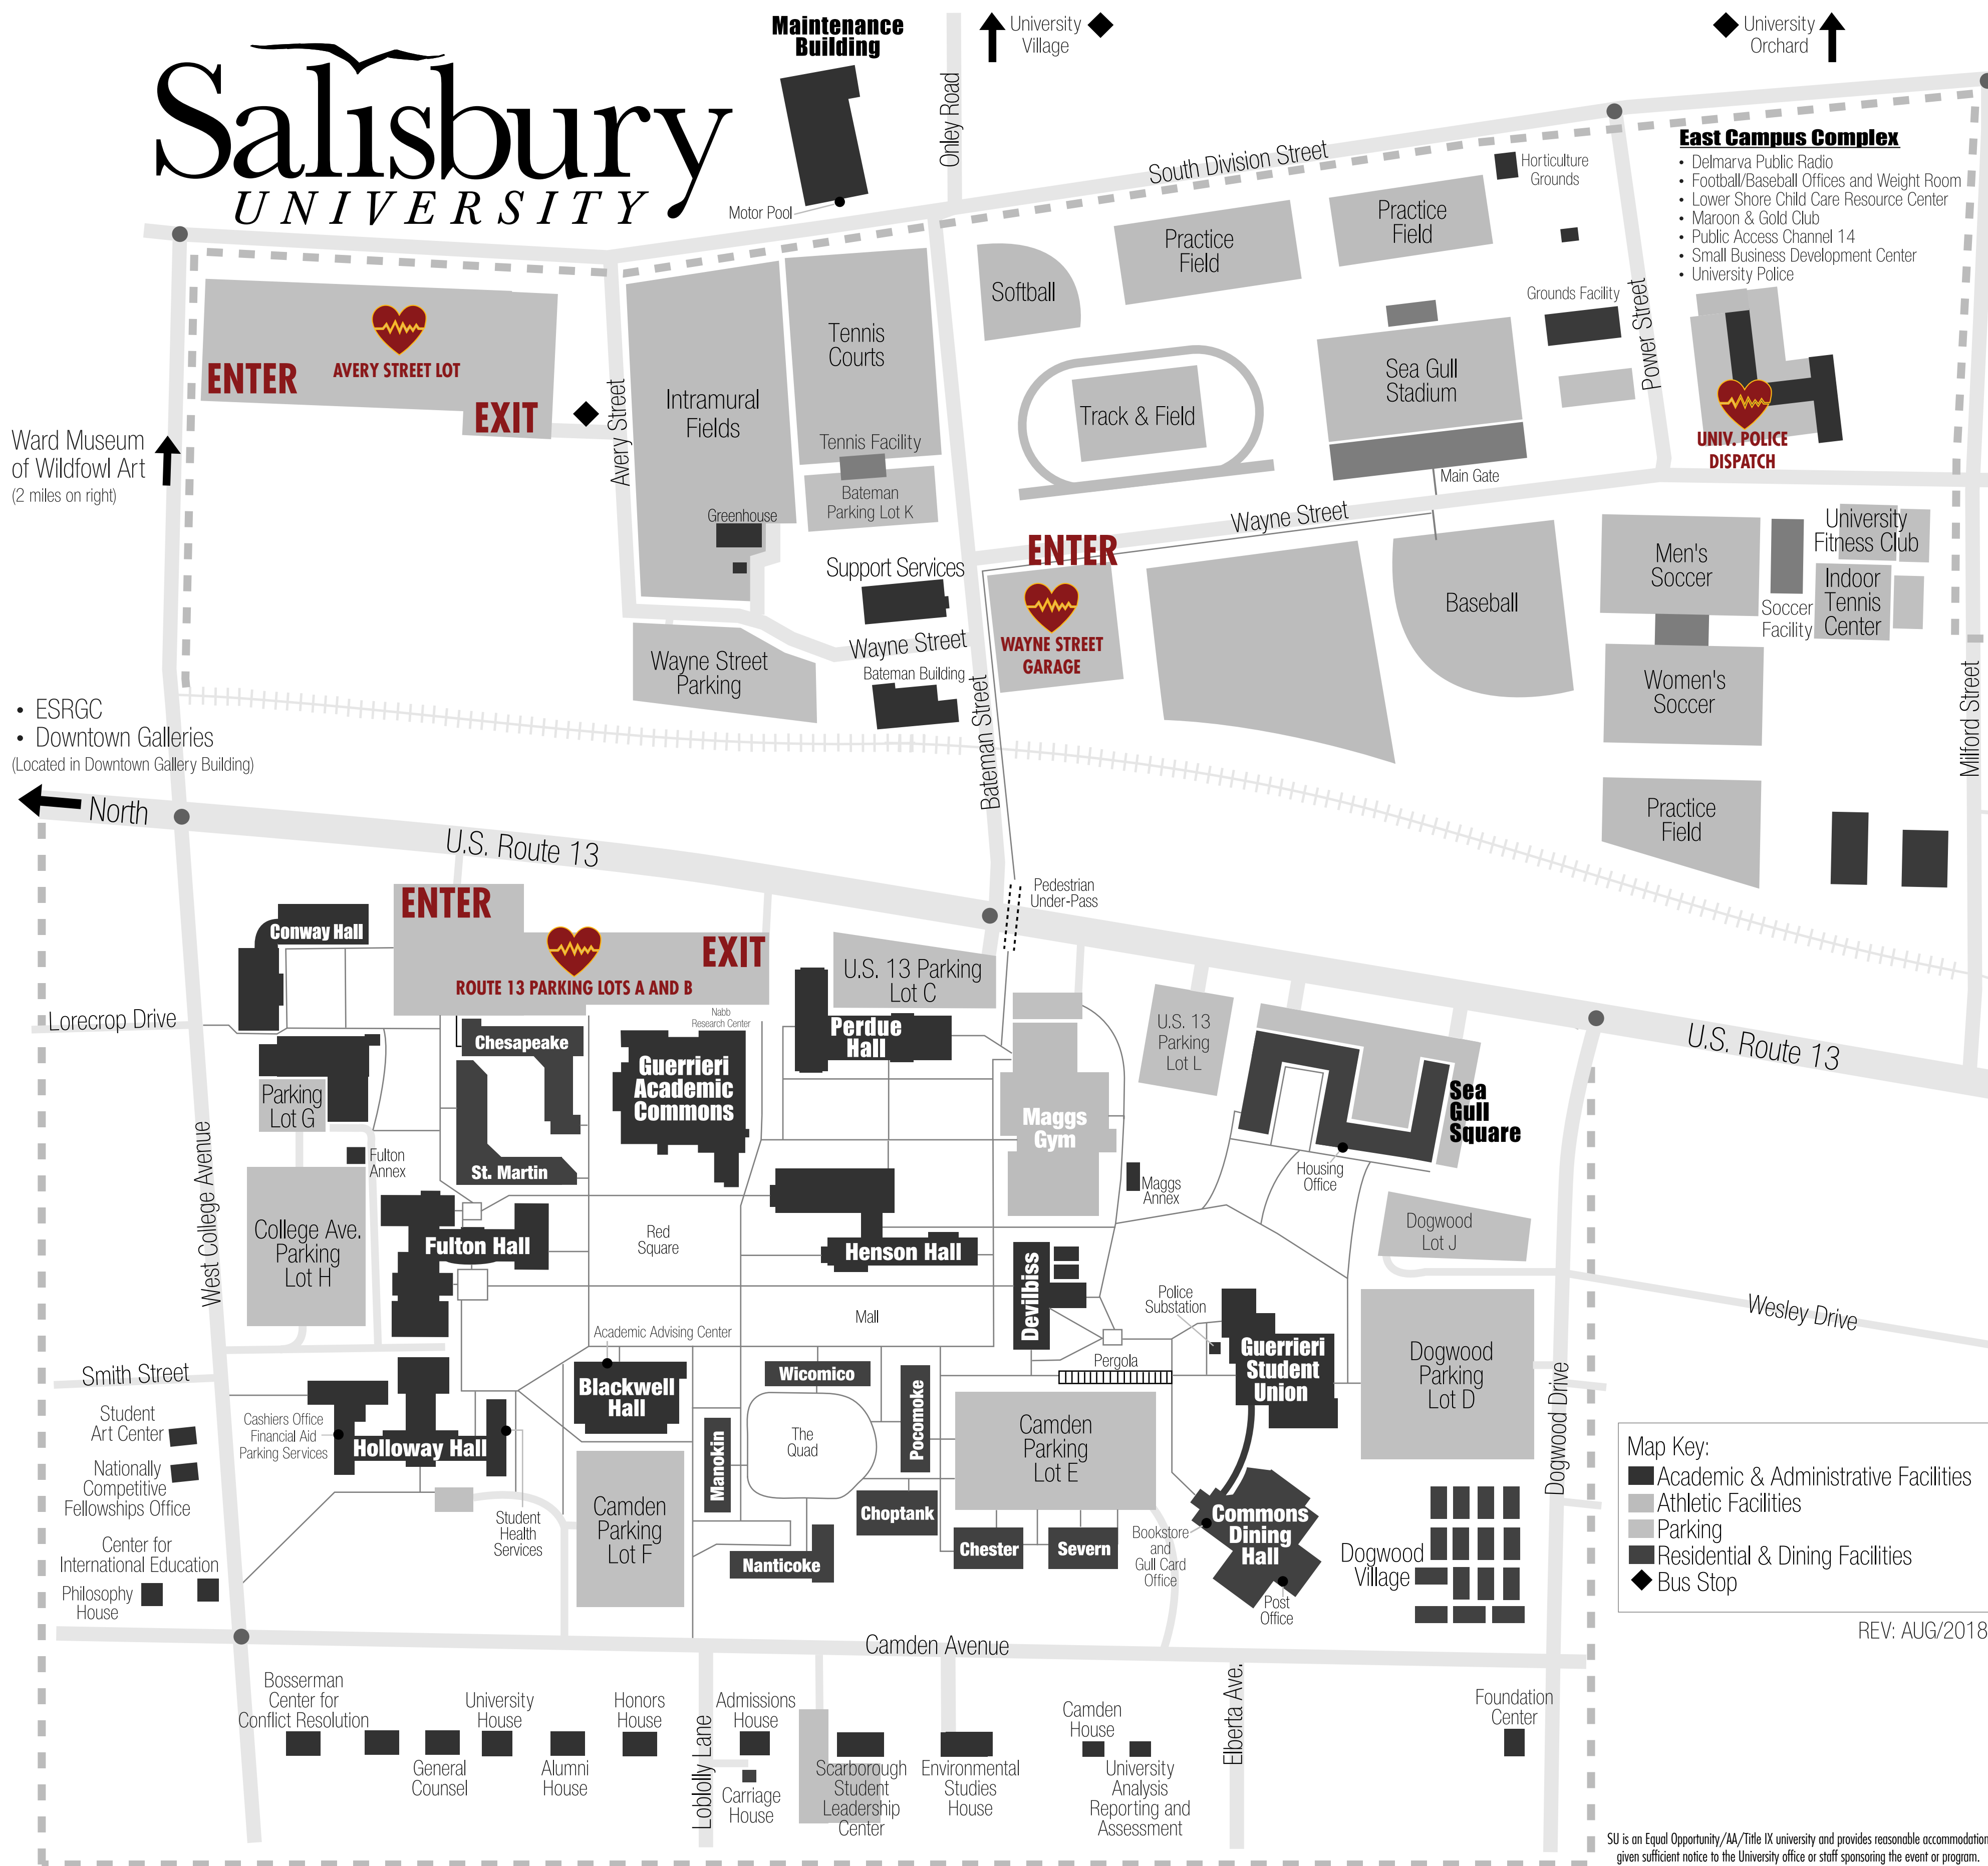 Salisbury
UNIVERSITY
Maintenance
Building
Motor Pool
Onley Road
University
Village
University
Orchard
South Division Street
Horticulture
Grounds
East Campus Complex
• Delmarva Public Radio
• Football/Baseball Offices and Weight Room
• Lower Shore Child Care Resource Center
• Maroon & Gold Club
• Public Access Channel 14
• Small Business Development Center
• University Police
Practice
Field
Practice
Field
Softball
Grounds Facility
Power Street
AVERY STREET LOT
ENTER
EXIT
Avery Street
Intramural
Fields
Tennis
Courts
Tennis Facility
Bateman
Parking Lot K
Greenhouse
Track & Field
Sea Gull
Stadium
Main Gate
UNIV. POLICE
DISPATCH
Ward Museum
of Wildfowl Art
(2 miles on right)
Wayne Street
ENTER
WAYNE STREET
GARAGE
Support Services
Wayne Street
Bateman Building
Wayne Street
Parking
Bateman Street
Baseball
Men's
Soccer
Soccer
Facility
University
Fitness Club
Indoor
Tennis
Center
Women's
Soccer
Practice
Field
Milford Street
• ESRGC
• Downtown Galleries
(Located in Downtown Gallery Building)
North
U.S. Route 13
Pedestrian
Under-Pass
ENTER
EXIT
ROUTE 13 PARKING LOTS A AND B
Conway Hall
U.S. 13 Parking
Lot C
Lorecrop Drive
Nabb
Research Center
Chesapeake
Guerrieri
Academic
Commons
Perdue
Hall
U.S. 13
Parking
Lot L
U.S. Route 13
Parking
Lot G
Maggs
Gym
Sea
Gull
Square
Housing
Office
Fulton
Annex
St. Martin
Maggs
Annex
West College Avenue
College Ave.
Parking
Lot H
Fulton Hall
Red
Square
Henson Hall
Devilbiss
Dogwood
Lot J
Police
Substation
Wesley Drive
Mall
Academic Advising Center
Pergola
Guerrieri
Student
Union
Dogwood
Parking
Lot D
Dogwood Drive
Smith Street
Blackwell
Hall
Wicomico
Pocomoke
Manokin
The
Quad
Camden
Parking
Lot E
Student
Art Center
Cashiers Office
Financial Aid
Parking Services
Holloway Hall
Nationally
Competitive
Fellowships Office
Student
Health
Services
Camden
Parking
Lot F
Choptank
Nanticoke
Chester
Severn
Commons
Dining
Hall
Bookstore
and
Gull Card
Office
Post
Office
Dogwood
Village
Center for
International Education
Philosophy
House
Map Key:
Academic & Administrative Facilities
Athletic Facilities
Parking
Residential & Dining Facilities
Bus Stop
REV: AUG/2018
Camden Avenue
Bosserman
Center for
Conflict Resolution
General
Counsel
University
House
Alumni
House
Honors
House
Loblolly Lane
Admissions
House
Carriage
House
Scarborough
Student
Leadership
Center
Environmental
Studies
House
Camden
House
University
Analysis
Reporting and
Assessment
Elberta Ave.
Foundation
Center
SU is an Equal Opportunity/AA/Title IX university and provides reasonable accommodation
given sufficient notice to the University office or staff sponsoring the event or program.